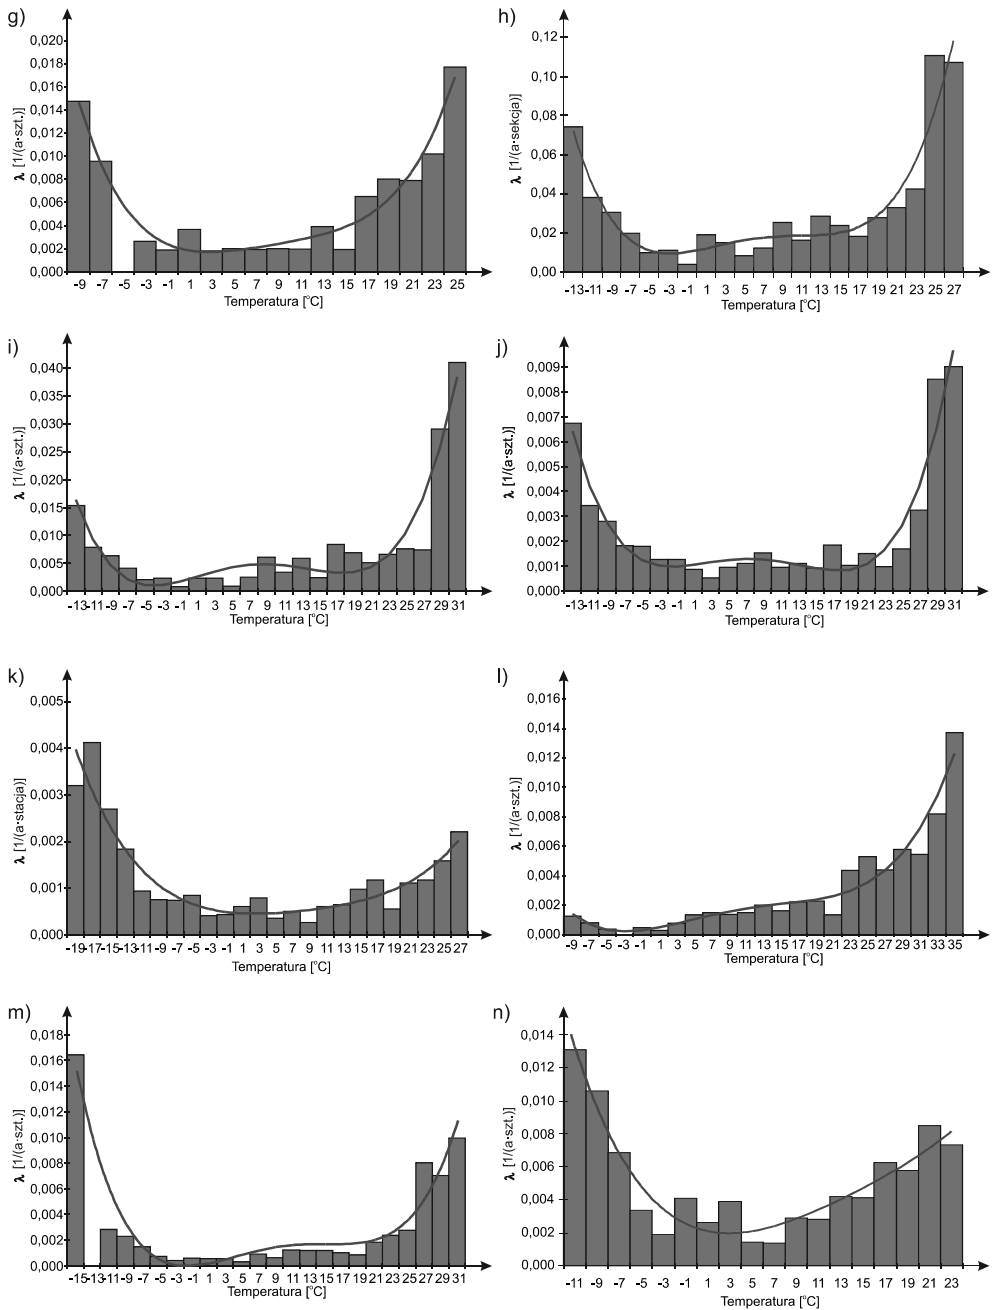 g)
0,020
0,018
0,016
0,014
0,012
0,010
0,008
0,006
0,004
0,002
0,000
λ [1/(a·szt.)]
-9 -7 -5 -3 -1 1 3 5 7 9 11 13 15 17 19 21 23 25
Temperatura [°C]
h)
0,12
0,10
0,08
0,06
0,04
0,02
0,00
λ [1/(a·sekcja)]
-13 -11 -9 -7 -5 -3 -1 1 3 5 7 9 11 13 15 17 19 21 23 25 27
Temperatura [°C]
i)
0,040
0,035
0,030
0,025
0,020
0,015
0,010
0,005
0,000
λ [1/(a·szt.)]
-13 -11 -9 -7 -5 -3 -1 1 3 5 7 9 11 13 15 17 19 21 23 25 27 29 31
Temperatura [°C]
j)
0,009
0,008
0,007
0,006
0,005
0,004
0,003
0,002
0,001
0,000
λ [1/(a·szt.)]
-13 -11 -9 -7 -5 -3 -1 1 3 5 7 9 11 13 15 17 19 21 23 25 27 29 31
Temperatura [°C]
k)
0,005
0,004
0,003
0,002
0,001
0,000
λ [1/(a·stacja)]
-19 -17 -15 -13 -11 -9 -7 -5 -3 -1 1 3 5 7 9 11 13 15 17 19 21 23 25 27
Temperatura [°C]
l)
0,016
0,014
0,012
0,010
0,008
0,006
0,004
0,002
0,000
λ [1/(a·szt.)]
-9 -7 -5 -3 -1 1 3 5 7 9 11 13 15 17 19 21 23 25 27 29 31 33 35
Temperatura [°C]
m)
0,018
0,016
0,014
0,012
0,010
0,008
0,006
0,004
0,002
0,000
λ [1/(a·szt.)]
-15 -13 -11 -9 -7 -5 -3 -1 1 3 5 7 9 11 13 15 17 19 21 23 25 27 29 31
Temperatura [°C]
n)
0,014
0,012
0,010
0,008
0,006
0,004
0,002
0,000
λ [1/(a·szt.)]
-11 -9 -7 -5 -3 -1 1 3 5 7 9 11 13 15 17 19 21 23
Temperatura [°C]